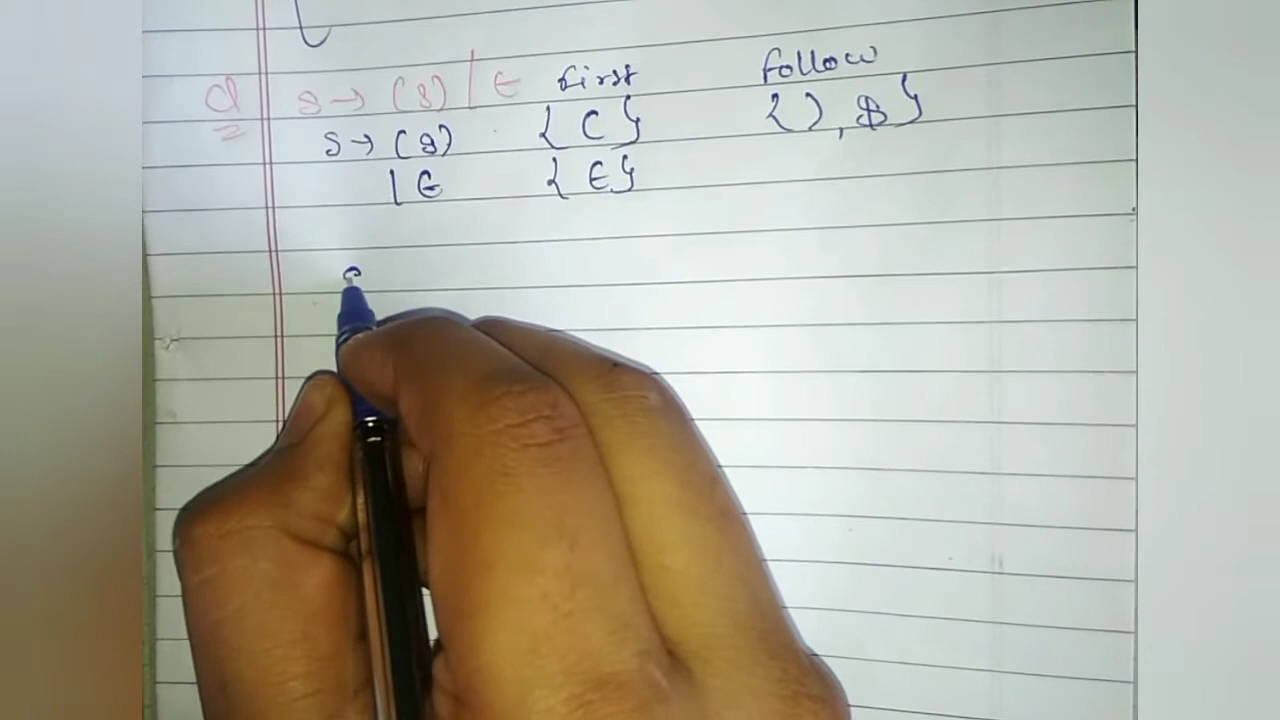 Q S → (S) | ϵ First Follow
S → (S) { ( } { ), $ }
| ϵ { ϵ }